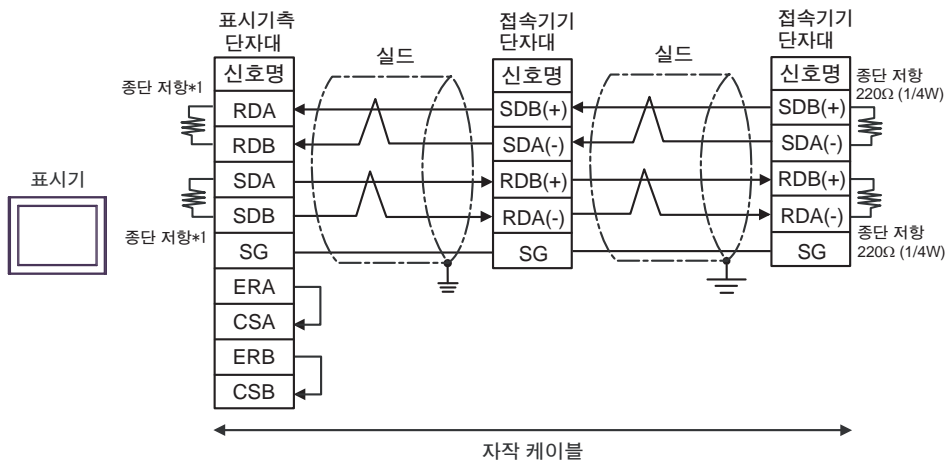 표시기측
단자대
신호명
RDA
RDB
SDA
SDB
SG
ERA
CSA
ERB
CSB
종단 저항*1
종단 저항*1
표시기
실드
접속기기
단자대
신호명
SDB(+)
SDA(-)
RDB(+)
RDA(-)
SG
실드
접속기기
단자대
신호명
SDB(+)
SDA(-)
RDB(+)
RDA(-)
SG
종단 저항
220Ω (1/4W)
종단 저항
220Ω (1/4W)
자작 케이블